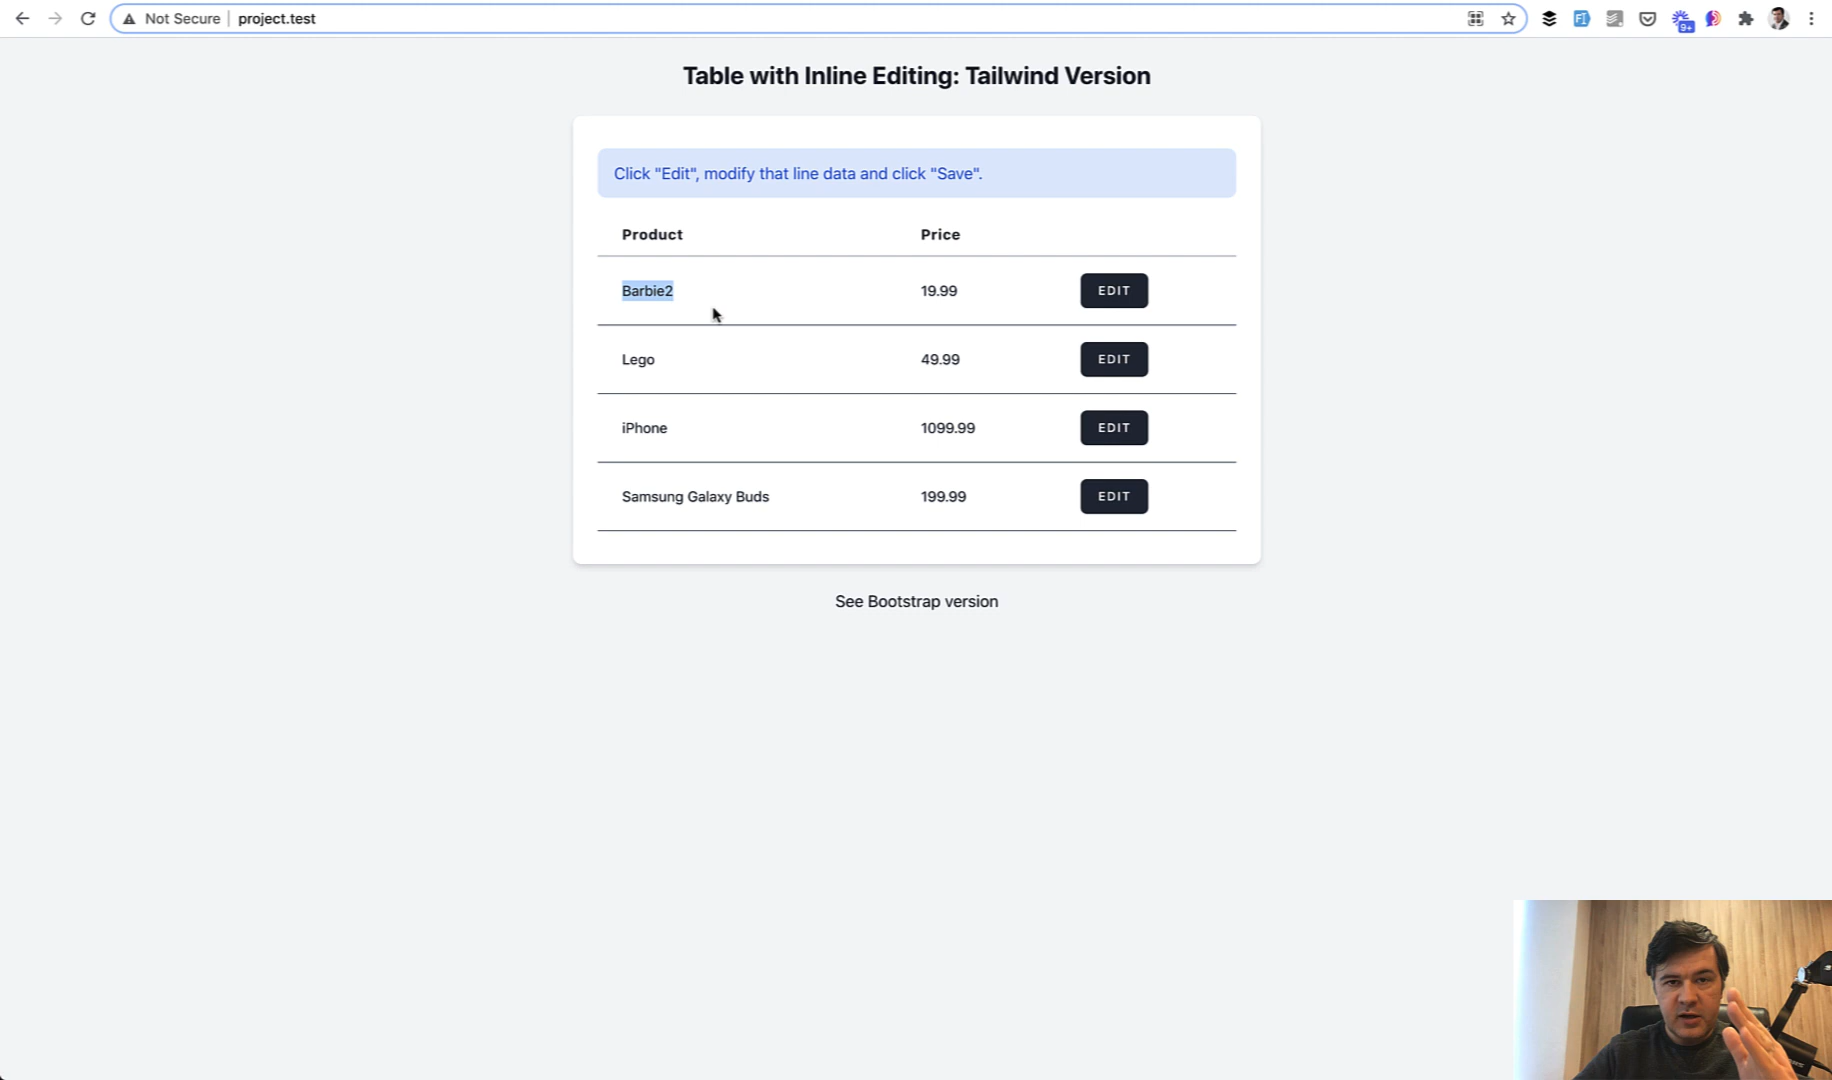 Not Secure | project.test
9+
Table with Inline Editing: Tailwind Version
Click "Edit", modify that line data and click "Save".
Product Price
Barbie2 19.99 EDIT
Lego 49.99 EDIT
iPhone 1099.99 EDIT
Samsung Galaxy Buds 199.99 EDIT
See Bootstrap version